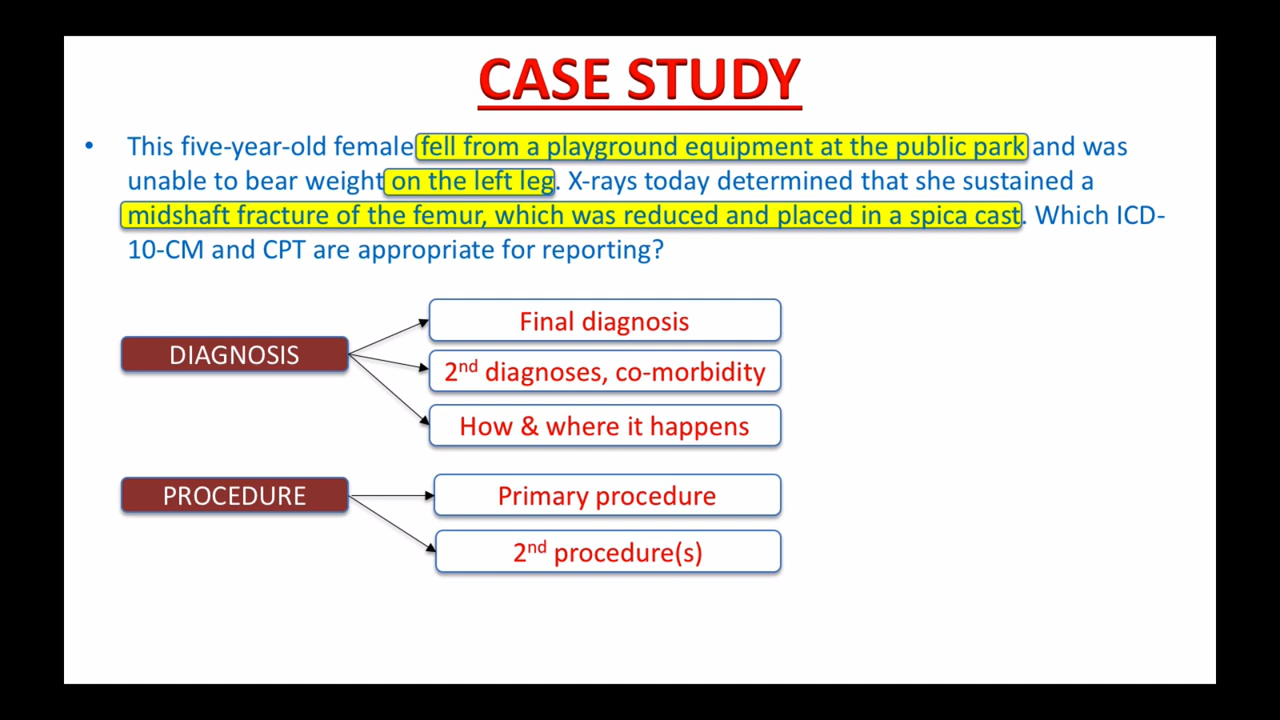 CASE STUDY
• This five-year-old female fell from a playground equipment at the public park and was
unable to bear weight on the left leg. X-rays today determined that she sustained a
midshaft fracture of the femur, which was reduced and placed in a spica cast. Which ICD-
10-CM and CPT are appropriate for reporting?
DIAGNOSIS
Final diagnosis
2nd diagnoses, co-morbidity
How & where it happens
PROCEDURE
Primary procedure
2nd procedure(s)